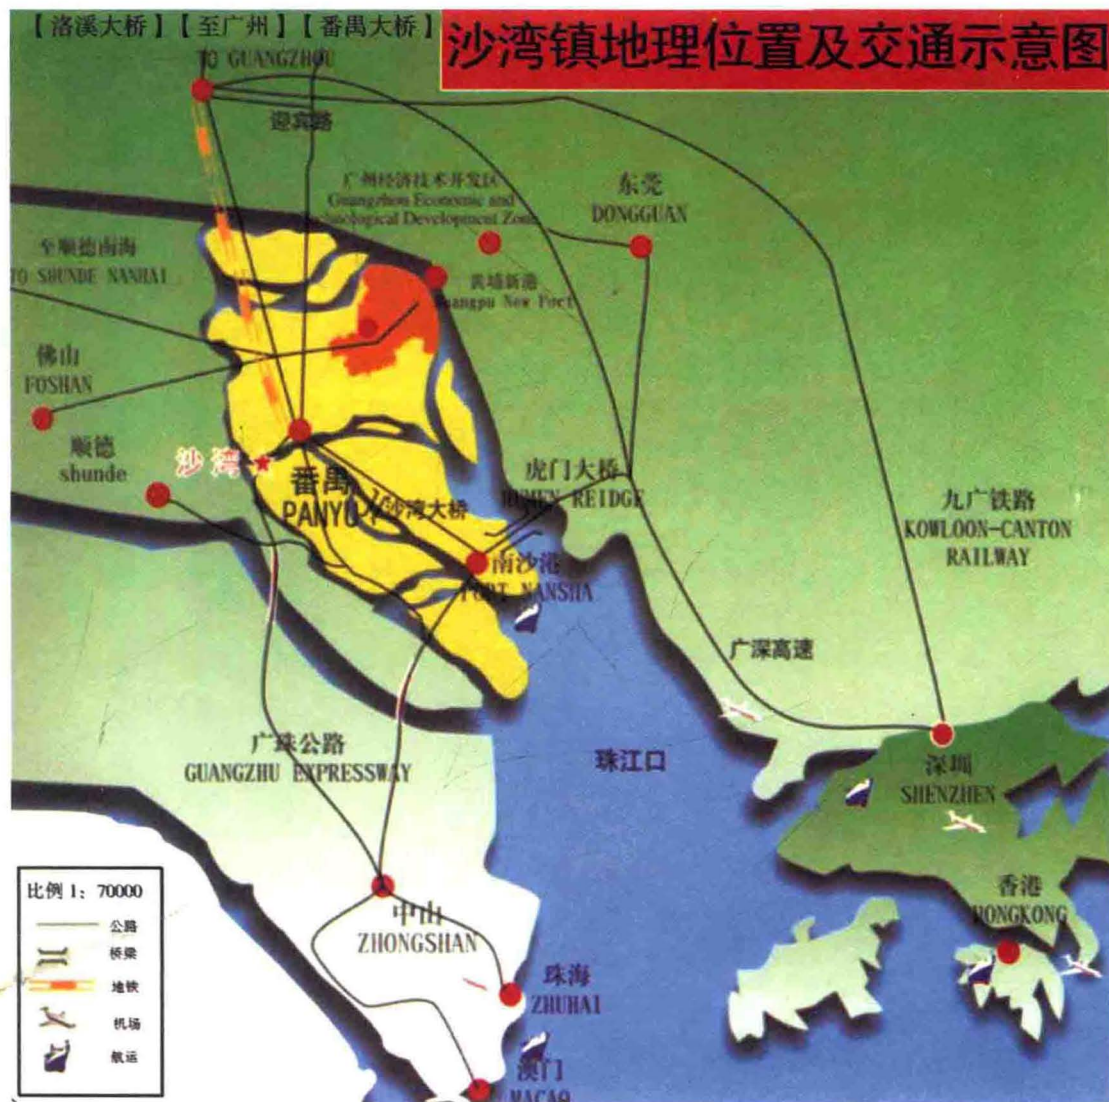 【洛溪大桥】【至广州】【番禺大桥】
沙湾镇地理位置及交通示意图
TO GUANGZHOU
迎宾路
广州经济技术开发区
Guangzhou Economic and
Technological Development Zone
东莞
DONGGUAN
至顺德南海
TO SHUNDE NANHAI
黄埔新港
Huangpu New Port
佛山
FOSHAN
顺德
shunde
沙湾
番禺
PANYU
沙湾大桥
虎门大桥
HUMEN REIDGE
九广铁路
KOWLOON-CANTON
RAILWAY
南沙港
PORT NANSHA
广深高速
广珠公路
GUANGZHU EXPRESSWAY
珠江口
深圳
SHENZHEN
香港
HONGKONG
中山
ZHONGSHAN
珠海
ZHUHAI
澳门
MACAO
比例 1：70000
公路
桥梁
地铁
机场
航运